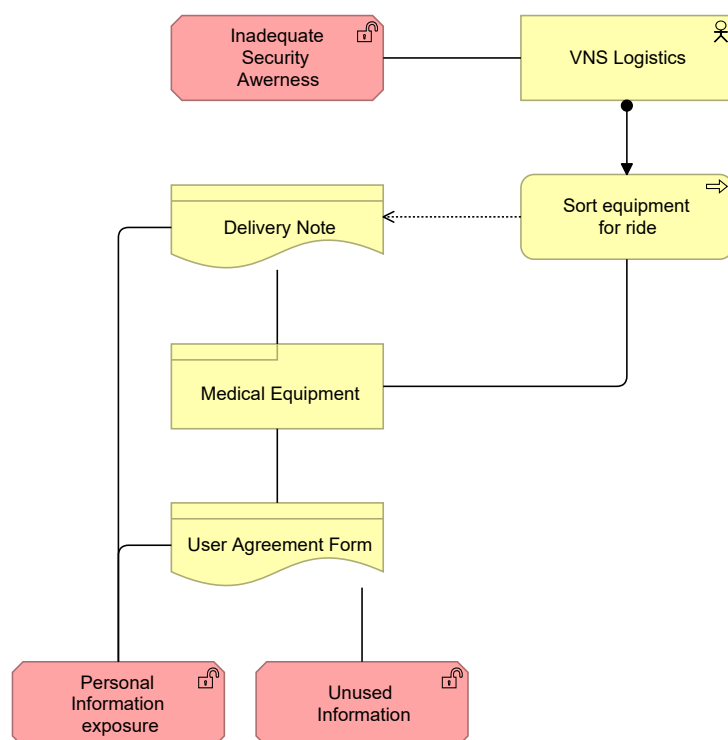 Inadequate
Security
Awerness
VNS Logistics
Delivery Note
Sort equipment
for ride
Medical Equipment
User Agreement Form
Personal
Information
exposure
Unused
Information